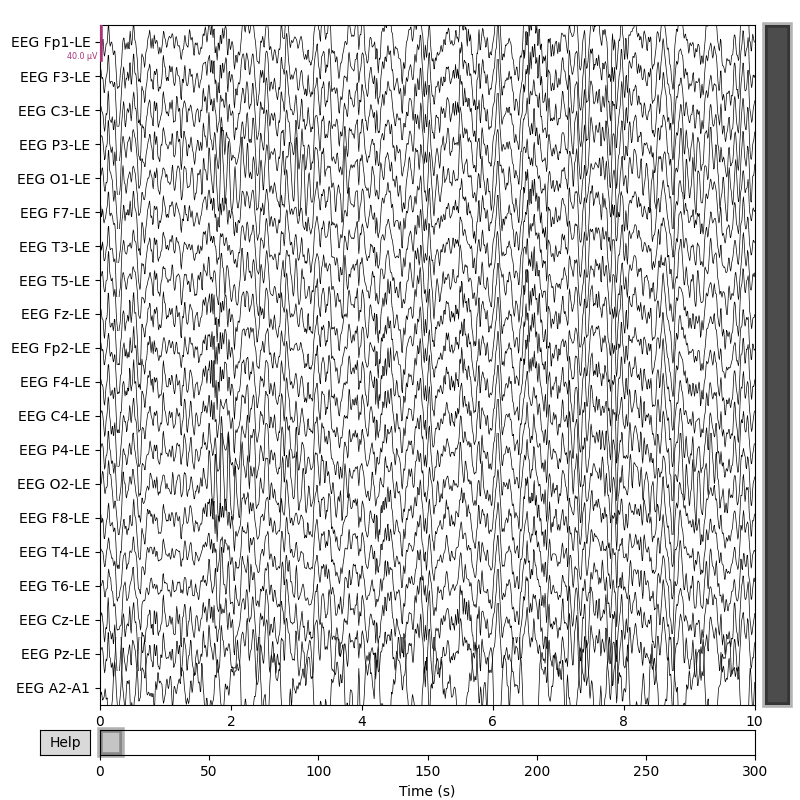 EEG Fp1-LE
40.0 µV
EEG F3-LE
EEG C3-LE
EEG P3-LE
EEG O1-LE
EEG F7-LE
EEG T3-LE
EEG T5-LE
EEG Fz-LE
EEG Fp2-LE
EEG F4-LE
EEG C4-LE
EEG P4-LE
EEG O2-LE
EEG F8-LE
EEG T4-LE
EEG T6-LE
EEG Cz-LE
EEG Pz-LE
EEG A2-A1
0 2 4 6 8 10
Help
0 50 100 150 200 250 300
Time (s)